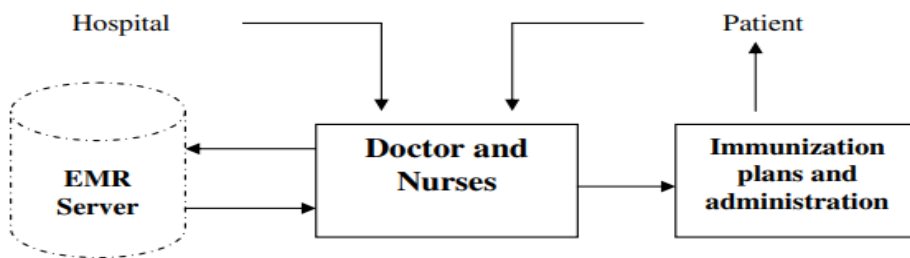 Hospital
Patient
EMR
Server
Doctor and
Nurses
Immunization
plans and
administration